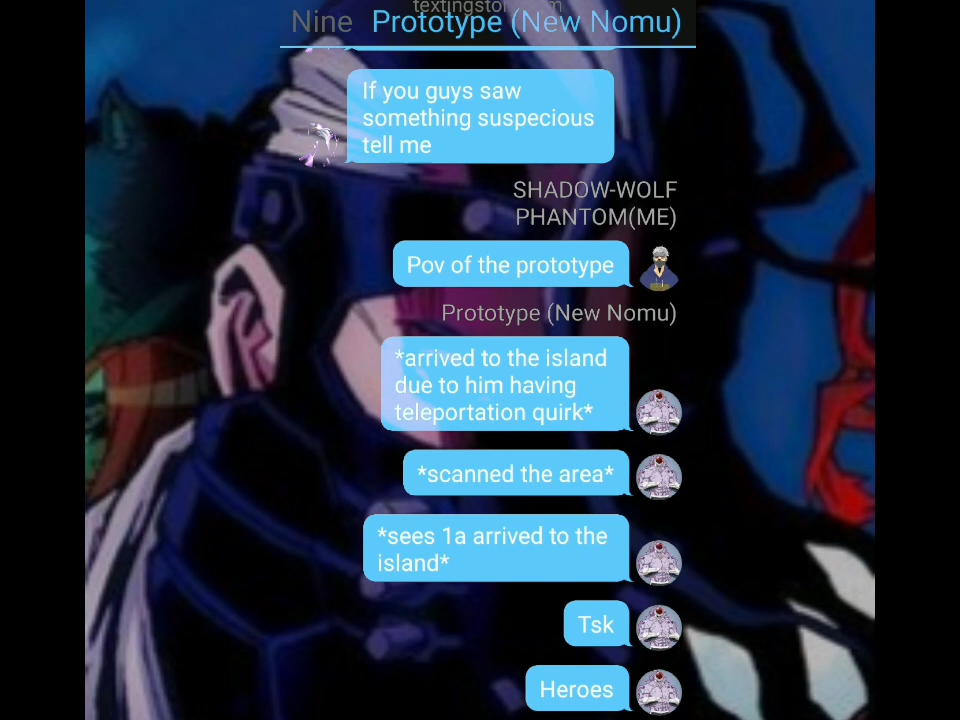 textingstor
Nine Prototype (New Nomu)
If you guys saw
something suspecious
tell me
SHADOW-WOLF
PHANTOM(ME)
Pov of the prototype
Prototype (New Nomu)
*arrived to the island
due to him having
teleportation quirk*
*scanned the area*
*sees 1a arrived to the
island*
Tsk
Heroes